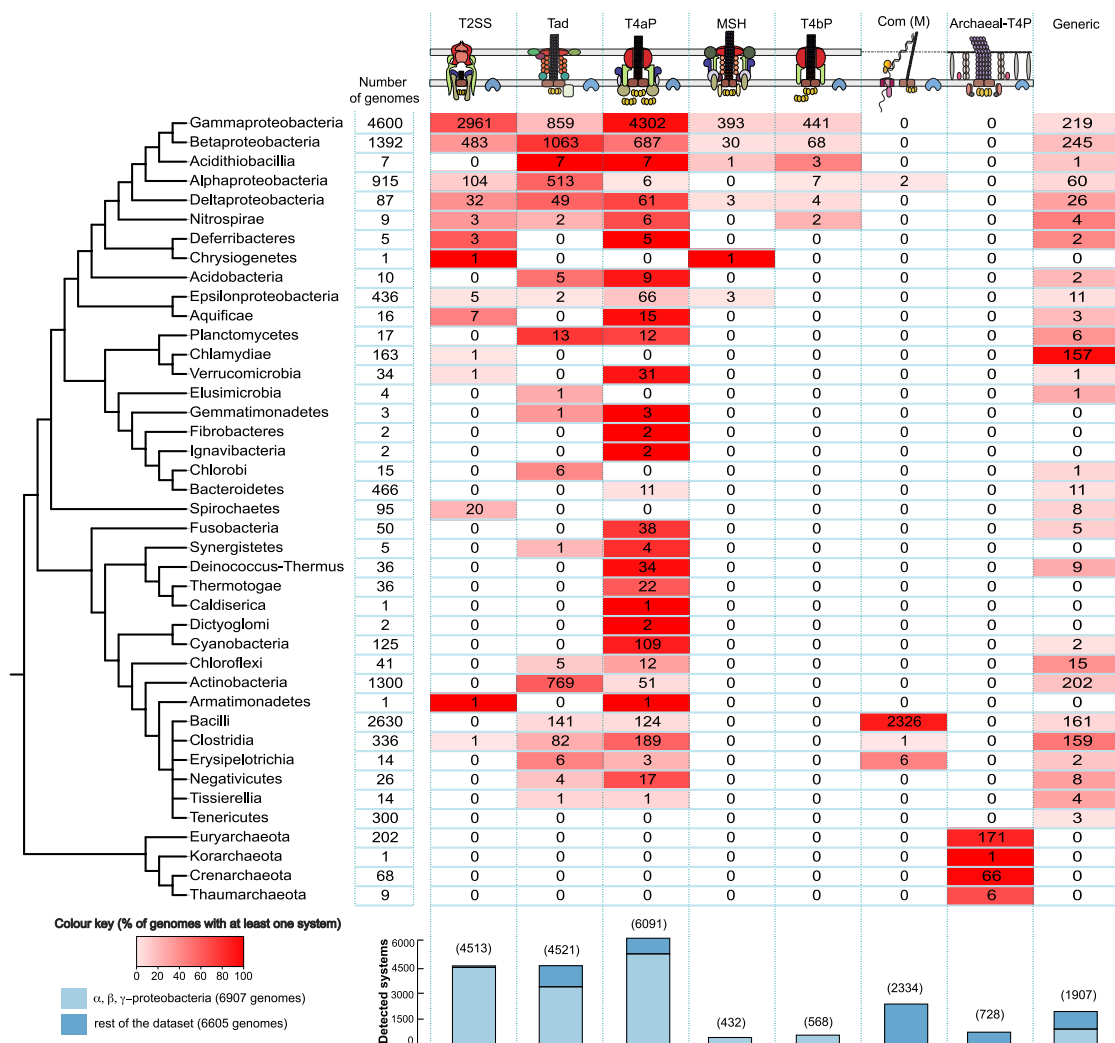 T2SS Tad T4aP MSH T4bP Com (M) Archaeal-T4P Generic
Number
of genomes
Gammaproteobacteria 4600 2961 859 4302 393 441 0 0 219
Betaproteobacteria 1392 483 1063 687 30 68 0 0 245
Acidithiobacillia 7 0 7 7 1 3 0 0 1
Alphaproteobacteria 915 104 513 6 0 7 2 0 60
Deltaproteobacteria 87 32 49 61 3 4 0 0 26
Nitrospirae 9 3 2 6 0 2 0 0 4
Deferribacteres 5 3 0 5 0 0 0 0 2
Chrysiogenetes 1 1 0 0 1 0 0 0 0
Acidobacteria 10 0 5 9 0 0 0 0 2
Epsilonproteobacteria 436 5 2 66 3 0 0 0 11
Aquificae 16 7 0 15 0 0 0 0 3
Planctomycetes 17 0 13 12 0 0 0 0 6
Chlamydiae 163 1 0 0 0 0 0 0 157
Verrucomicrobia 34 1 0 31 0 0 0 0 1
Elusimicrobia 4 0 1 0 0 0 0 0 1
Gemmatimonadetes 3 0 1 3 0 0 0 0 0
Fibrobacteres 2 0 0 2 0 0 0 0 0
Ignavibacteria 2 0 0 2 0 0 0 0 0
Chlorobi 15 0 6 0 0 0 0 0 1
Bacteroidetes 466 0 0 11 0 0 0 0 11
Spirochaetes 95 20 0 0 0 0 0 0 8
Fusobacteria 50 0 0 38 0 0 0 0 5
Synergistetes 5 0 1 4 0 0 0 0 0
Deinococcus-Thermus 36 0 0 34 0 0 0 0 9
Thermotogae 36 0 0 22 0 0 0 0 0
Caldiserica 1 0 0 1 0 0 0 0 0
Dictyoglomi 2 0 0 2 0 0 0 0 0
Cyanobacteria 125 0 0 109 0 0 0 0 2
Chloroflexi 41 0 5 12 0 0 0 0 15
Actinobacteria 1300 0 769 51 0 0 0 0 202
Armatimonadetes 1 1 0 1 0 0 0 0 0
Bacilli 2630 0 141 124 0 0 2326 0 161
Clostridia 336 1 82 189 0 0 1 0 159
Erysipelotrichia 14 0 6 3 0 0 6 0 2
Negativicutes 26 0 4 17 0 0 0 0 8
Tissierellia 14 0 1 1 0 0 0 0 4
Tenericutes 300 0 0 0 0 0 0 0 3
Euryarchaeota 202 0 0 0 0 0 0 171 0
Korarchaeota 1 0 0 0 0 0 0 1 0
Crenarchaeota 68 0 0 0 0 0 0 66 0
Thaumarchaeota 9 0 0 0 0 0 0 6 0
Colour key (% of genomes with at least one system)
0 20 40 60 80 100
α, β, γ-proteobacteria (6907 genomes)
rest of the dataset (6605 genomes)
Detected systems
6000
4500
3000
1500
0
(4513) (4521) (6091) (432) (568) (2334) (728) (1907)